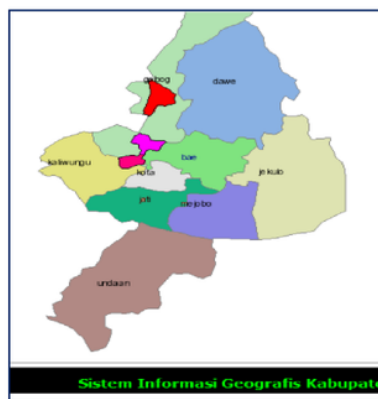 gebog
dawe
kaliwungu
bae
kota
jekulo
jati
mejobo
undaan
Sistem Informasi Geografis Kabupate